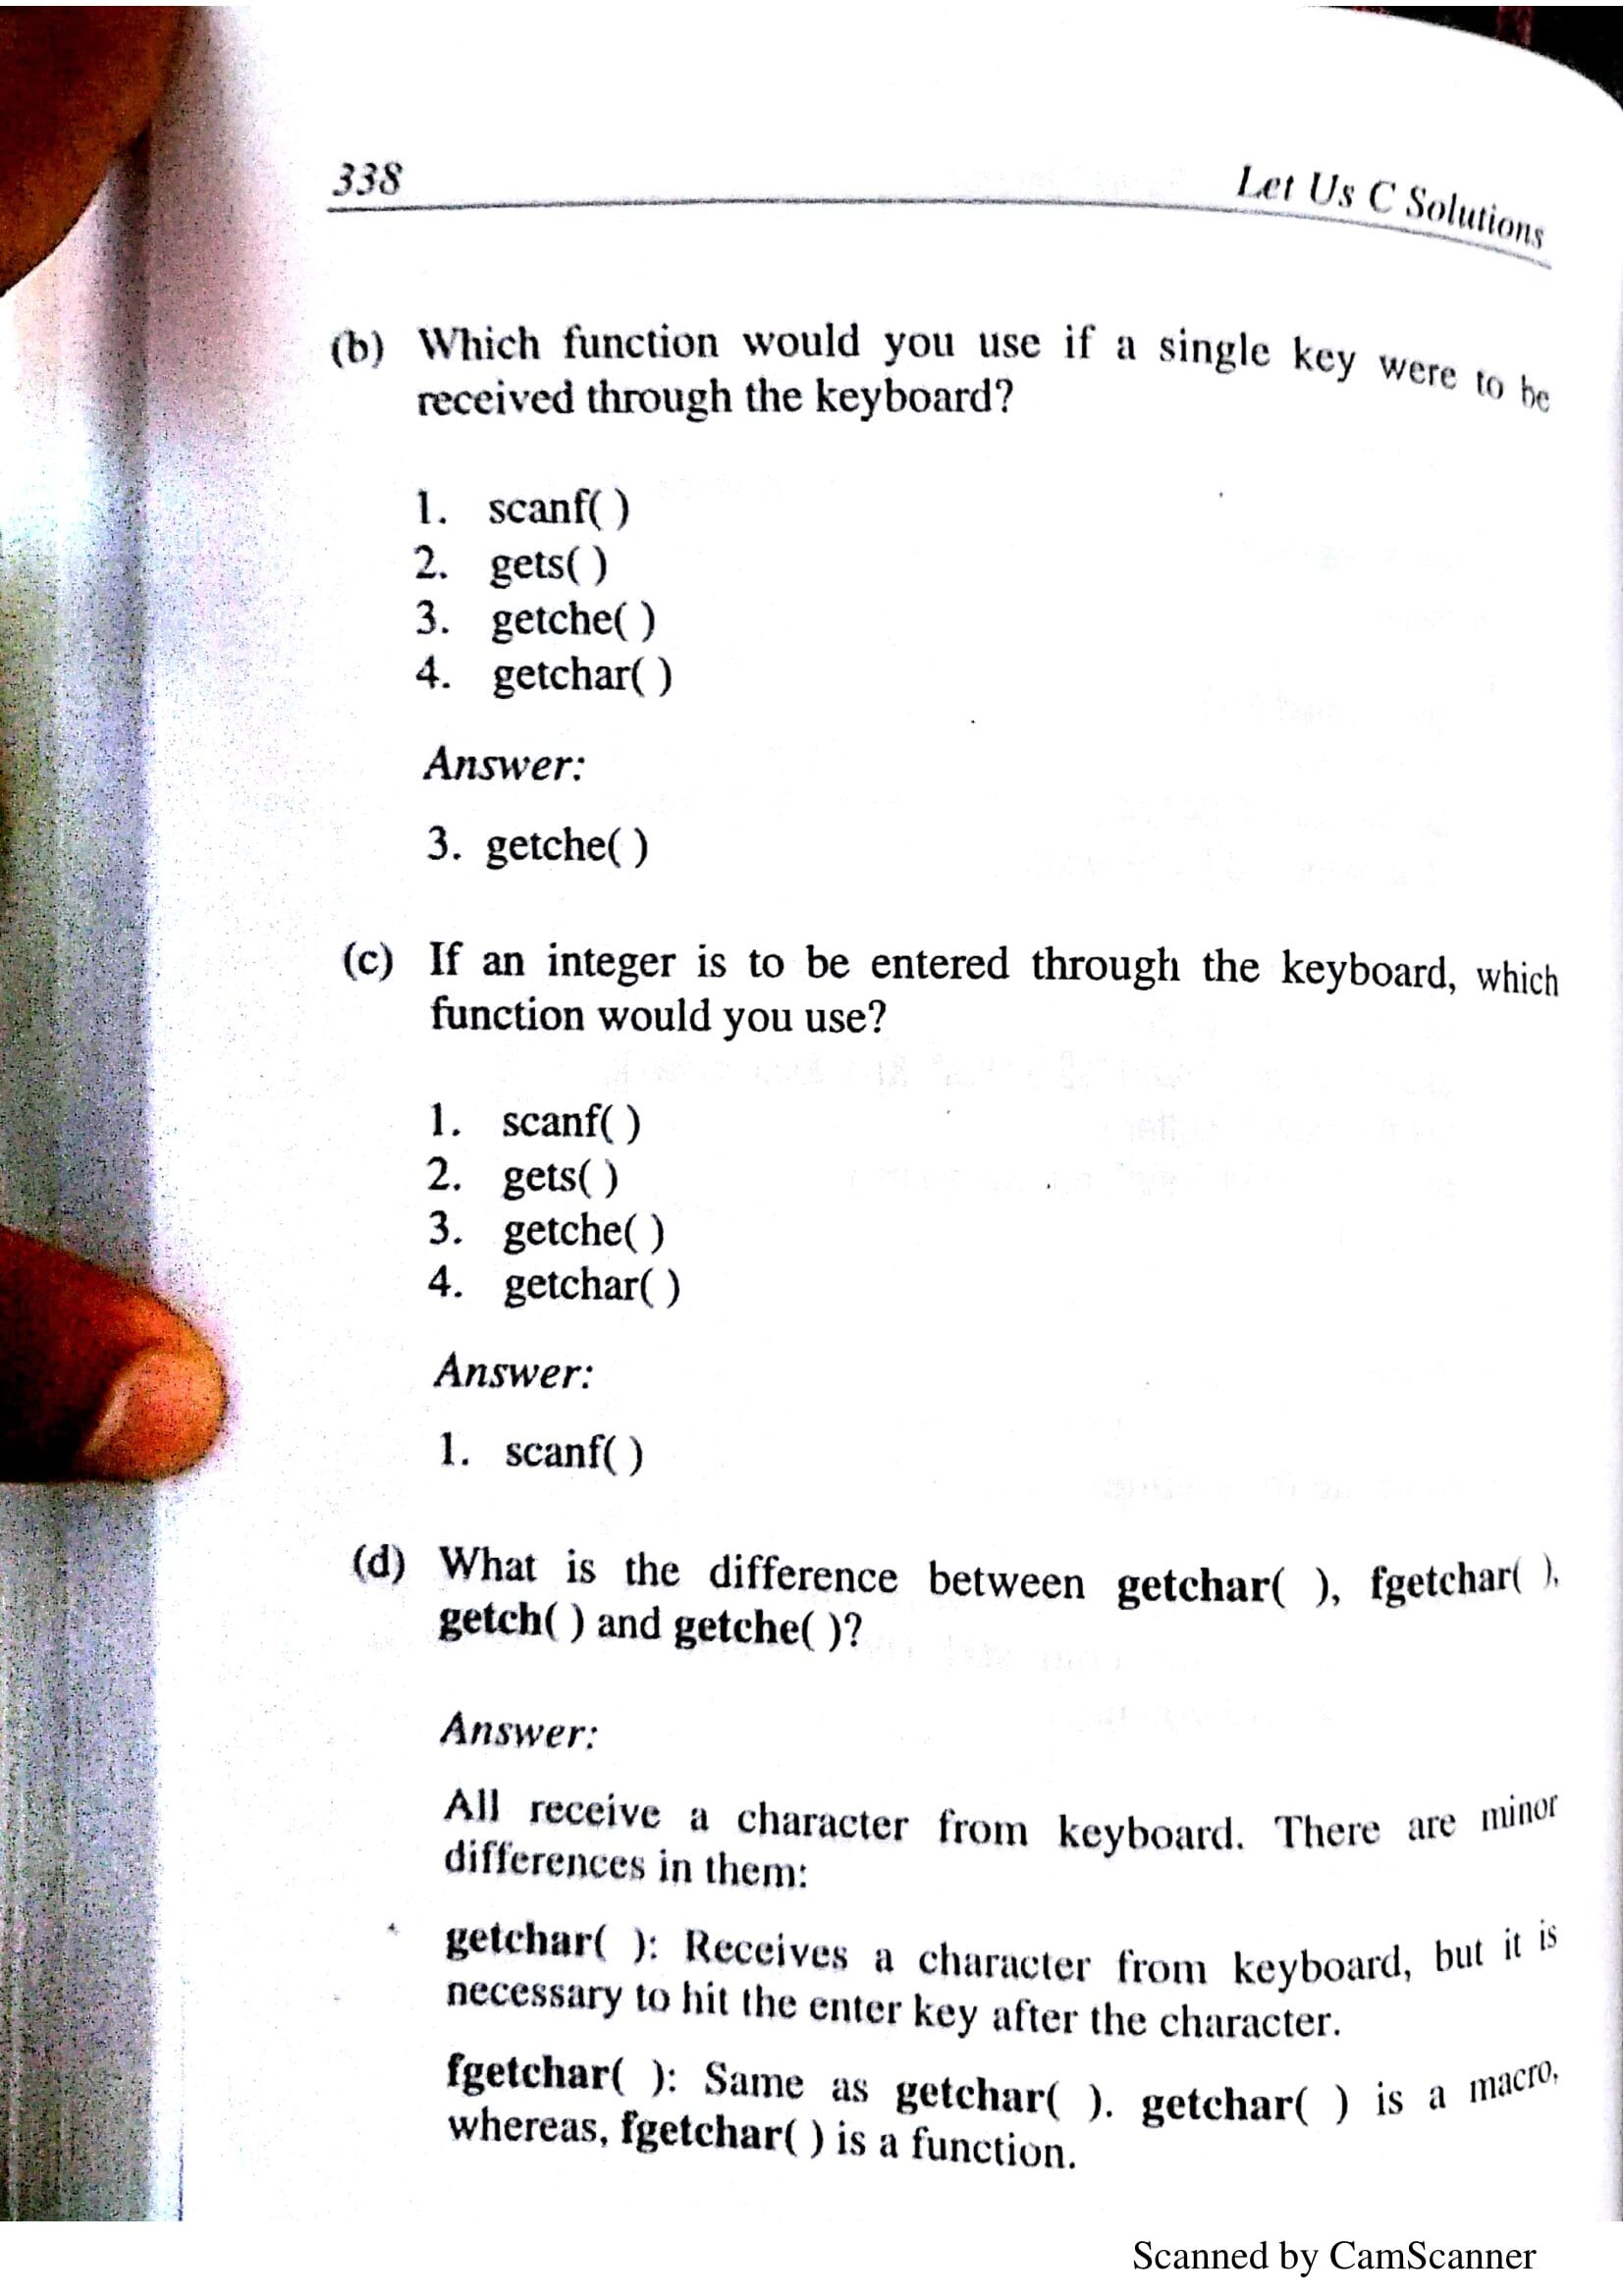 338
Let Us C Solutions
(b) Which function would you use if a single key were to be
received through the keyboard?
1. scanf( )
2. gets( )
3. getche( )
4. getchar( )
Answer:
3. getche( )
(c) If an integer is to be entered through the keyboard, which
function would you use?
1. scanf( )
2. gets( )
3. getche( )
4. getchar( )
Answer:
1. scanf( )
(d) What is the difference between getchar( ), fgetchar( ),
getch( ) and getche( )?
Answer:
All receive a character from keyboard. There are minor
differences in them:
getchar( ): Receives a character from keyboard, but it is
necessary to hit the enter key after the character.
fgetchar( ): Same as getchar( ). getchar( ) is a macro,
whereas, fgetchar( ) is a function.
Scanned by CamScanner